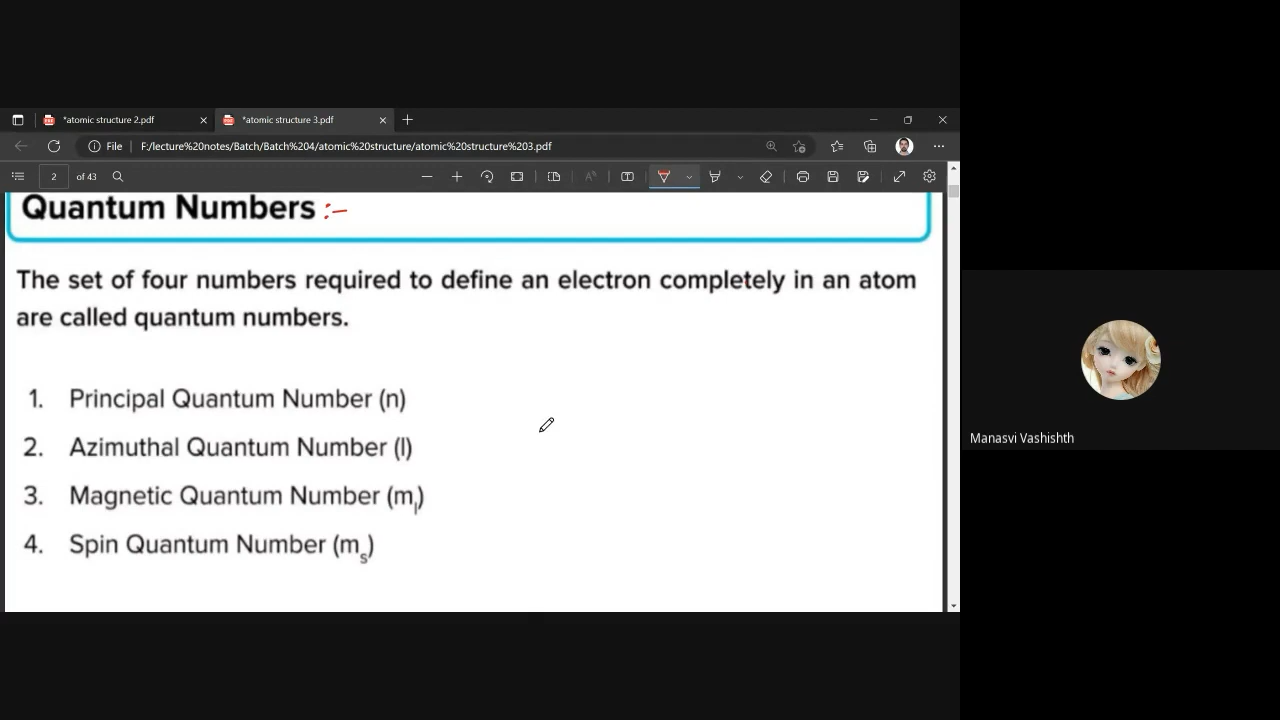 *atomic structure 2.pdf
*atomic structure 3.pdf
File
F:/lecture%20notes/Batch/Batch%204/atomic%20structure/atomic%20structure%203.pdf
2 of 43
Quantum Numbers :-
The set of four numbers required to define an electron completely in an atom
are called quantum numbers.
1. Principal Quantum Number (n)
2. Azimuthal Quantum Number (l)
3. Magnetic Quantum Number (ml)
4. Spin Quantum Number (ms)
Manasvi Vashishth